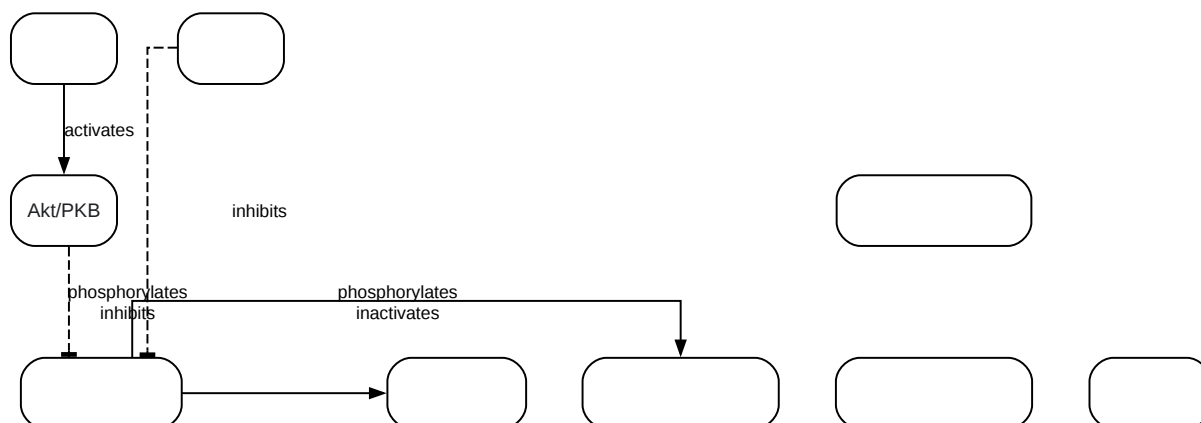 activates
Akt/PKB
inhibits
phosphorylates
inhibits
phosphorylates
inactivates